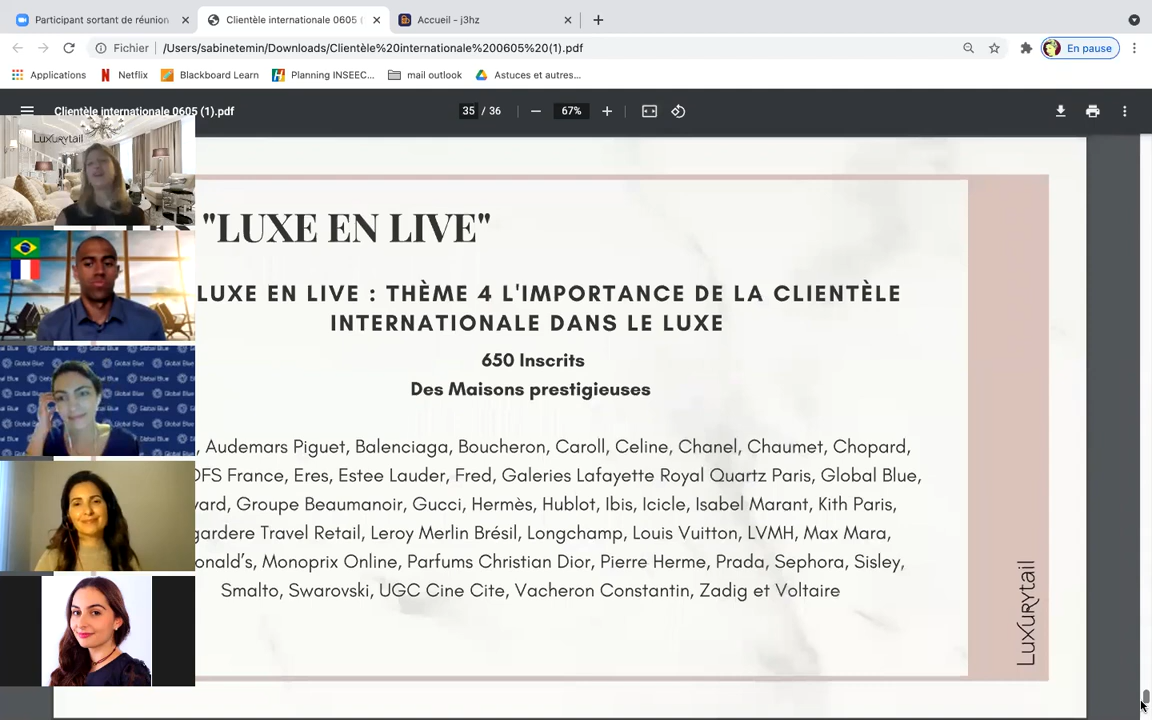 Participant sortant de réunion
Clientèle internationale 0605
Accueil – j3hz
Fichier
/Users/sabinetemin/Downloads/Clientèle%20internationale%200605%20(1).pdf
En pause
Applications
Netflix
Blackboard Learn
Planning INSEEC...
mail outlook
Astuces et autres...
Clientèle internationale 0605 (1).pdf
35 / 36
67%
Luxurytail
"LUXE EN LIVE"
LUXE EN LIVE : THÈME 4 L'IMPORTANCE DE LA CLIENTÈLE
INTERNATIONALE DANS LE LUXE
650 Inscrits
Des Maisons prestigieuses
, Audemars Piguet, Balenciaga, Boucheron, Caroll, Celine, Chanel, Chaumet, Chopard,
DFS France, Eres, Estee Lauder, Fred, Galeries Lafayette Royal Quartz Paris, Global Blue,
vard, Groupe Beaumanoir, Gucci, Hermès, Hublot, Ibis, Icicle, Isabel Marant, Kith Paris,
gardere Travel Retail, Leroy Merlin Brésil, Longchamp, Louis Vuitton, LVMH, Max Mara,
onald's, Monoprix Online, Parfums Christian Dior, Pierre Herme, Prada, Sephora, Sisley,
Smalto, Swarovski, UGC Cine Cite, Vacheron Constantin, Zadig et Voltaire
Luxurytail
Global Blue